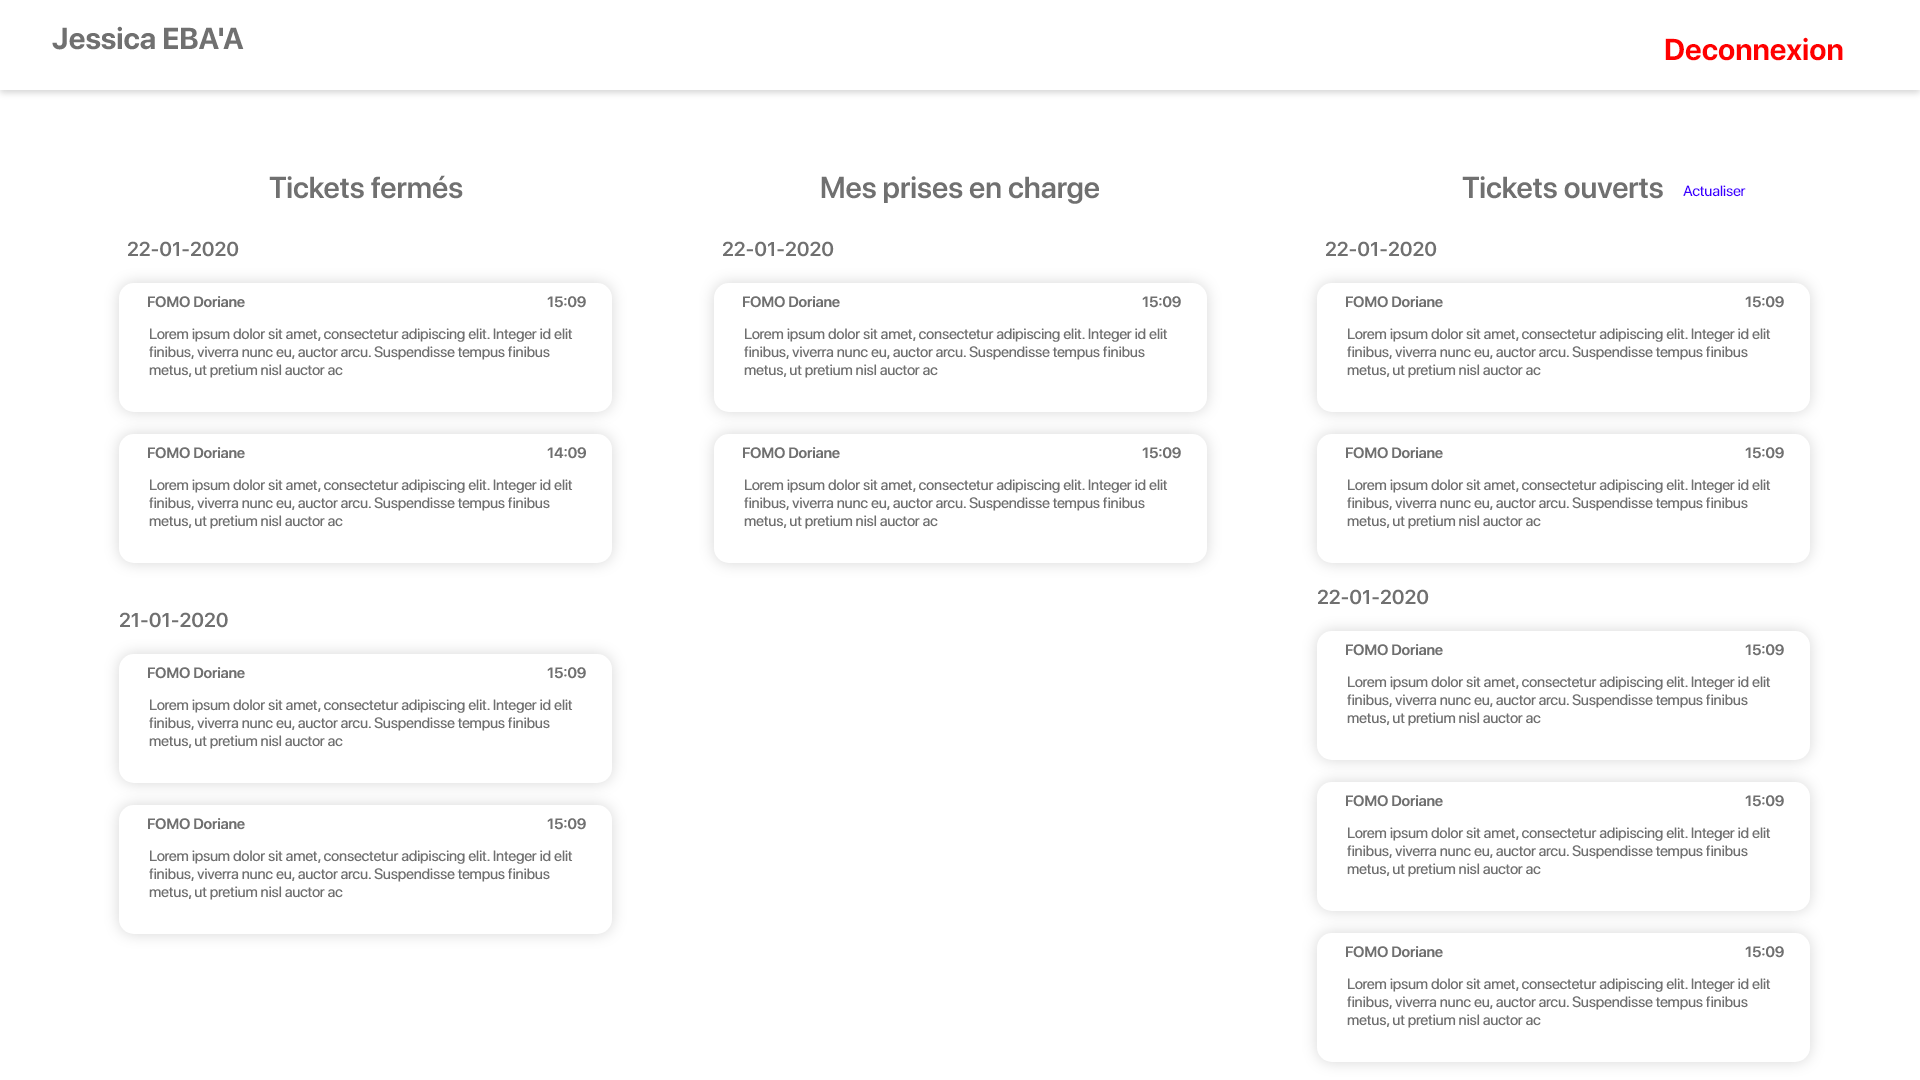 Jessica EBA'A
Deconnexion
Tickets fermés
22-01-2020
FOMO Doriane 15:09
Lorem ipsum dolor sit amet, consectetur adipiscing elit. Integer id elit
finibus, viverra nunc eu, auctor arcu. Suspendisse tempus finibus
metus, ut pretium nisl auctor ac
FOMO Doriane 14:09
Lorem ipsum dolor sit amet, consectetur adipiscing elit. Integer id elit
finibus, viverra nunc eu, auctor arcu. Suspendisse tempus finibus
metus, ut pretium nisl auctor ac
21-01-2020
FOMO Doriane 15:09
Lorem ipsum dolor sit amet, consectetur adipiscing elit. Integer id elit
finibus, viverra nunc eu, auctor arcu. Suspendisse tempus finibus
metus, ut pretium nisl auctor ac
FOMO Doriane 15:09
Lorem ipsum dolor sit amet, consectetur adipiscing elit. Integer id elit
finibus, viverra nunc eu, auctor arcu. Suspendisse tempus finibus
metus, ut pretium nisl auctor ac
Mes prises en charge
22-01-2020
FOMO Doriane 15:09
Lorem ipsum dolor sit amet, consectetur adipiscing elit. Integer id elit
finibus, viverra nunc eu, auctor arcu. Suspendisse tempus finibus
metus, ut pretium nisl auctor ac
FOMO Doriane 15:09
Lorem ipsum dolor sit amet, consectetur adipiscing elit. Integer id elit
finibus, viverra nunc eu, auctor arcu. Suspendisse tempus finibus
metus, ut pretium nisl auctor ac
Tickets ouverts Actualiser
22-01-2020
FOMO Doriane 15:09
Lorem ipsum dolor sit amet, consectetur adipiscing elit. Integer id elit
finibus, viverra nunc eu, auctor arcu. Suspendisse tempus finibus
metus, ut pretium nisl auctor ac
FOMO Doriane 15:09
Lorem ipsum dolor sit amet, consectetur adipiscing elit. Integer id elit
finibus, viverra nunc eu, auctor arcu. Suspendisse tempus finibus
metus, ut pretium nisl auctor ac
22-01-2020
FOMO Doriane 15:09
Lorem ipsum dolor sit amet, consectetur adipiscing elit. Integer id elit
finibus, viverra nunc eu, auctor arcu. Suspendisse tempus finibus
metus, ut pretium nisl auctor ac
FOMO Doriane 15:09
Lorem ipsum dolor sit amet, consectetur adipiscing elit. Integer id elit
finibus, viverra nunc eu, auctor arcu. Suspendisse tempus finibus
metus, ut pretium nisl auctor ac
FOMO Doriane 15:09
Lorem ipsum dolor sit amet, consectetur adipiscing elit. Integer id elit
finibus, viverra nunc eu, auctor arcu. Suspendisse tempus finibus
metus, ut pretium nisl auctor ac